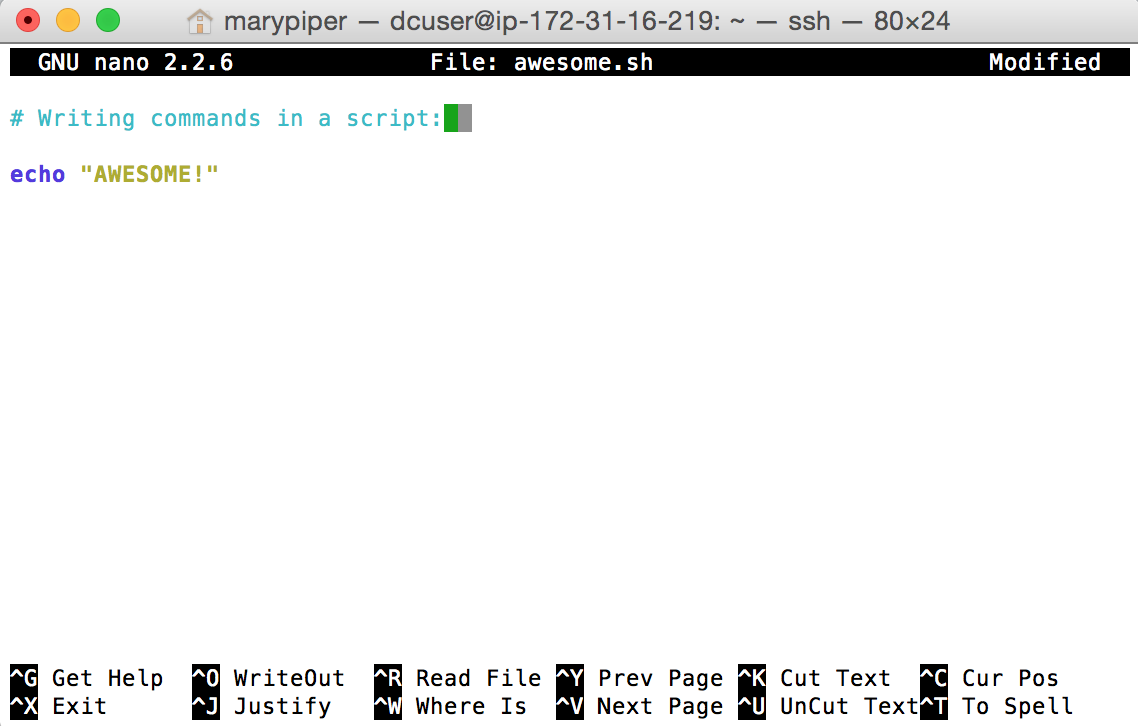 marypiper — dcuser@ip-172-31-16-219: ~ — ssh — 80×24
GNU nano 2.2.6 File: awesome.sh Modified
# Writing commands in a script:
echo "AWESOME!"
^G Get Help ^O WriteOut ^R Read File ^Y Prev Page ^K Cut Text ^C Cur Pos
^X Exit ^J Justify ^W Where Is ^V Next Page ^U UnCut Text^T To Spell